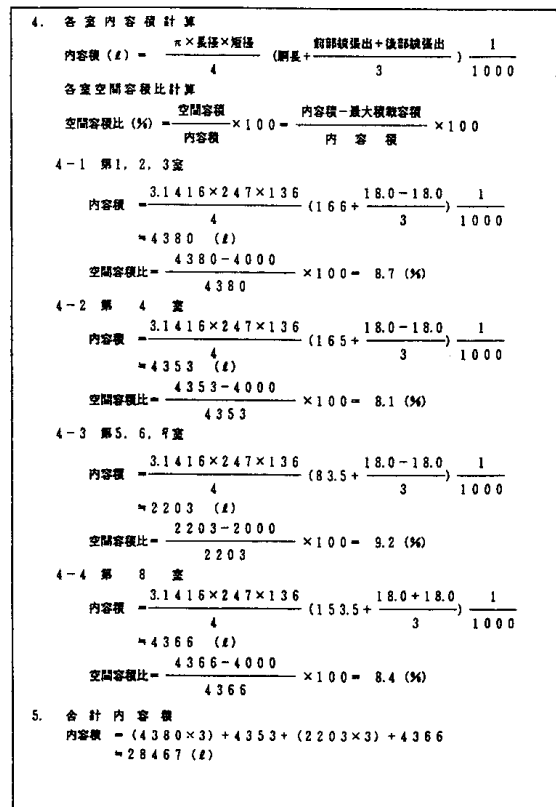 4. 各室内容積計算
内容積 (ℓ) = π×長径×短径 / 4 (胴長+ 前部鏡張出+後部鏡張出 / 3 ) 1 / 1000
各室空間容積比計算
空間容積比 (%) = 空間容積 / 内容積 ×100= 内容積-最大積載容積 / 内容積 ×100
4-1 第1, 2, 3室
内容積 = 3.1416×247×136 / 4 (166+ 18.0-18.0 / 3 ) 1 / 1000
≒4380 (ℓ)
空間容積比= 4380-4000 / 4380 ×100= 8.7 (%)
4-2 第 4 室
内容積 = 3.1416×247×136 / 4 (165+ 18.0-18.0 / 3 ) 1 / 1000
≒4353 (ℓ)
空間容積比= 4353-4000 / 4353 ×100= 8.1 (%)
4-3 第5, 6, 7室
内容積 = 3.1416×247×136 / 4 (83.5+ 18.0-18.0 / 3 ) 1 / 1000
≒2203 (ℓ)
空間容積比= 2203-2000 / 2203 ×100= 9.2 (%)
4-4 第 8 室
内容積 = 3.1416×247×136 / 4 (153.5+ 18.0+18.0 / 3 ) 1 / 1000
≒4366 (ℓ)
空間容積比= 4366-4000 / 4366 ×100= 8.4 (%)
5. 合計内容積
内容積 = (4380×3) +4353+ (2203×3) +4366
≒28467 (ℓ)